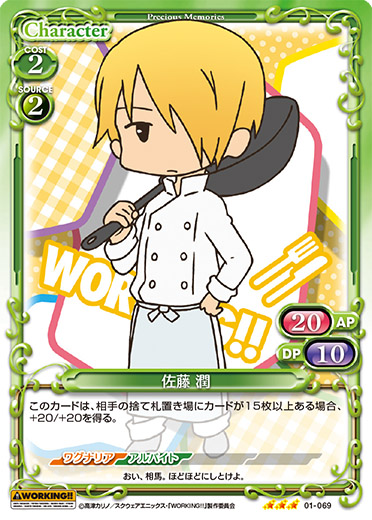 Precious Memories
Character
COST
2
SOURCE
2
WORKING!!
20 AP
DP 10
佐藤 潤
このカードは、相手の捨て札置き場にカードが15枚以上ある場合、
+20/+20を得る。
ワグナリア アルバイト
おい、相馬。ほどほどにしとけよ。
WORKING!!
©高津カリノ/スクウェアエニックス・「WORKING!!」製作委員会
01-069